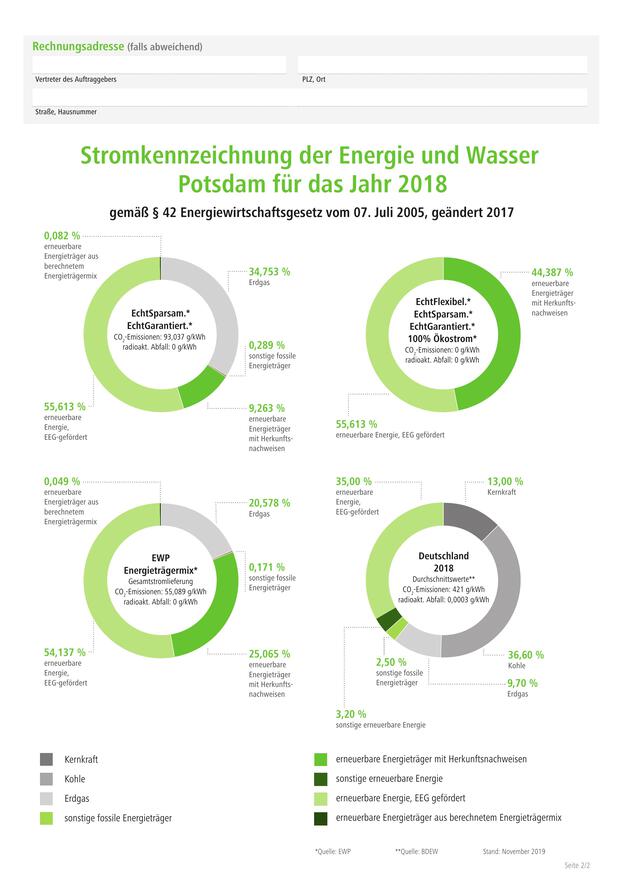 Rechnungsadresse (falls abweichend)
Vertreter des Auftraggebers
PLZ, Ort
Straße, Hausnummer
Stromkennzeichnung der Energie und Wasser
Potsdam für das Jahr 2018
gemäß § 42 Energiewirtschaftsgesetz vom 07. Juli 2005, geändert 2017
0,082 %
erneuerbare
Energieträger aus
berechnetem
Energieträgermix
34,753 %
Erdgas
EchtSparsam.*
EchtGarantiert.*
CO₂-Emissionen: 93,037 g/kWh
radioakt. Abfall: 0 g/kWh
0,289 %
sonstige fossile
Energieträger
55,613 %
erneuerbare
Energie,
EEG-gefördert
9,263 %
erneuerbare
Energieträger
mit Herkunfts-
nachweisen
44,387 %
erneuerbare
Energieträger
mit Herkunfts-
nachweisen
EchtFlexibel.*
EchtSparsam.*
EchtGarantiert.*
100% Ökostrom*
CO₂-Emissionen: 0 g/kWh
radioakt. Abfall: 0 g/kWh
55,613 %
erneuerbare Energie, EEG gefördert
0,049 %
erneuerbare
Energieträger aus
berechnetem
Energieträgermix
20,578 %
Erdgas
EWP
Energieträgermix*
Gesamtstromlieferung
CO₂-Emissionen: 55,089 g/kWh
radioakt. Abfall: 0 g/kWh
0,171 %
sonstige fossile
Energieträger
54,137 %
erneuerbare
Energie,
EEG-gefördert
25,065 %
erneuerbare
Energieträger
mit Herkunfts-
nachweisen
35,00 %
erneuerbare
Energie,
EEG-gefördert
13,00 %
Kernkraft
Deutschland
2018
Durchschnittswerte**
CO₂-Emissionen: 421 g/kWh
radioakt. Abfall: 0,0003 g/kWh
36,60 %
Kohle
2,50 %
sonstige fossile
Energieträger
9,70 %
Erdgas
3,20 %
sonstige erneuerbare Energie
Kernkraft
Kohle
Erdgas
sonstige fossile Energieträger
erneuerbare Energieträger mit Herkunftsnachweisen
sonstige erneuerbare Energie
erneuerbare Energie, EEG gefördert
erneuerbare Energieträger aus berechnetem Energieträgermix
*Quelle: EWP
**Quelle: BDEW
Stand: November 2019
Seite 2/2